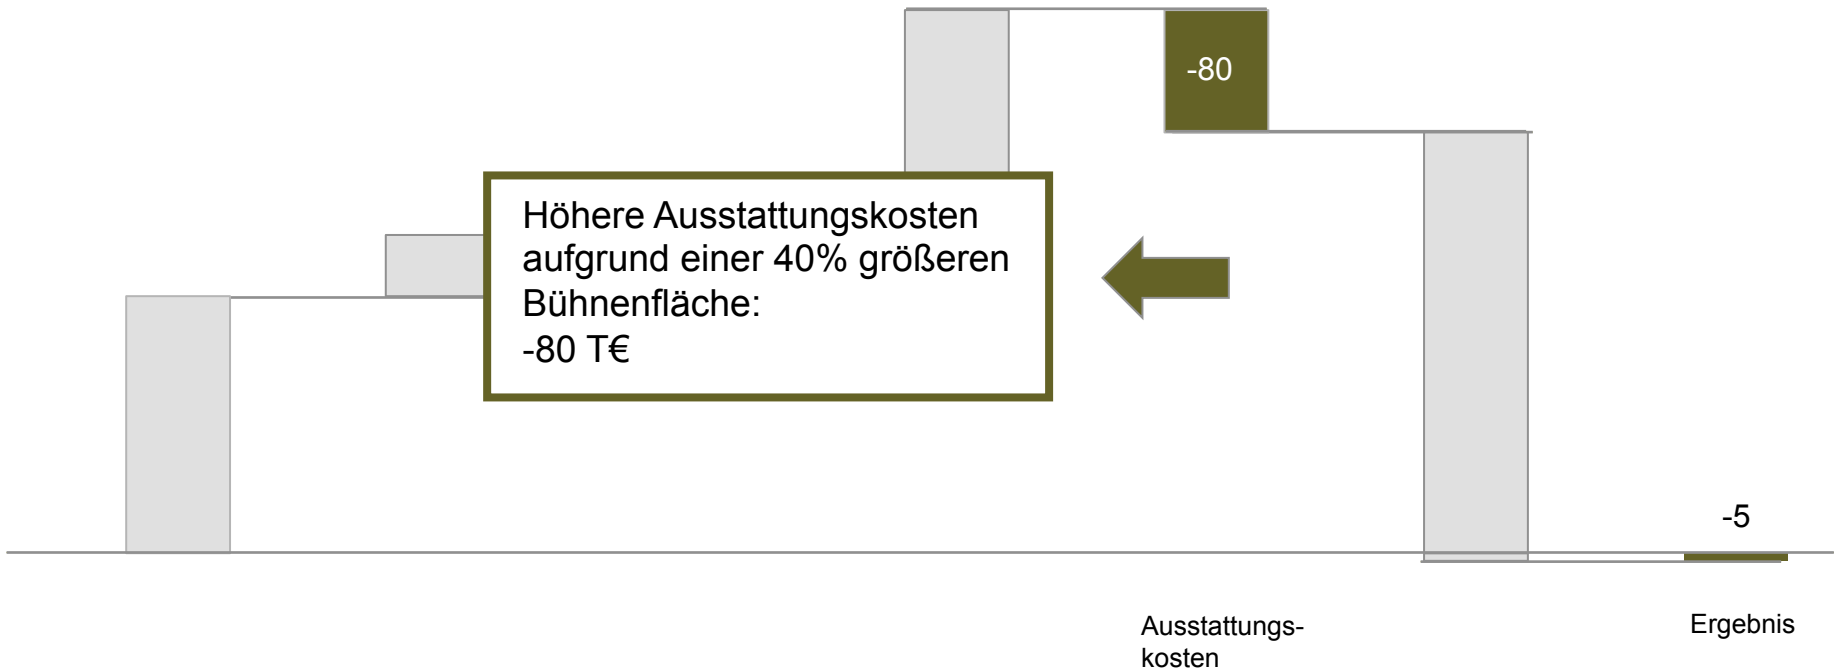 -80
Höhere Ausstattungskosten
aufgrund einer 40% größeren
Bühnenfläche:
-80 T€
-5
Ausstattungs-
kosten
Ergebnis